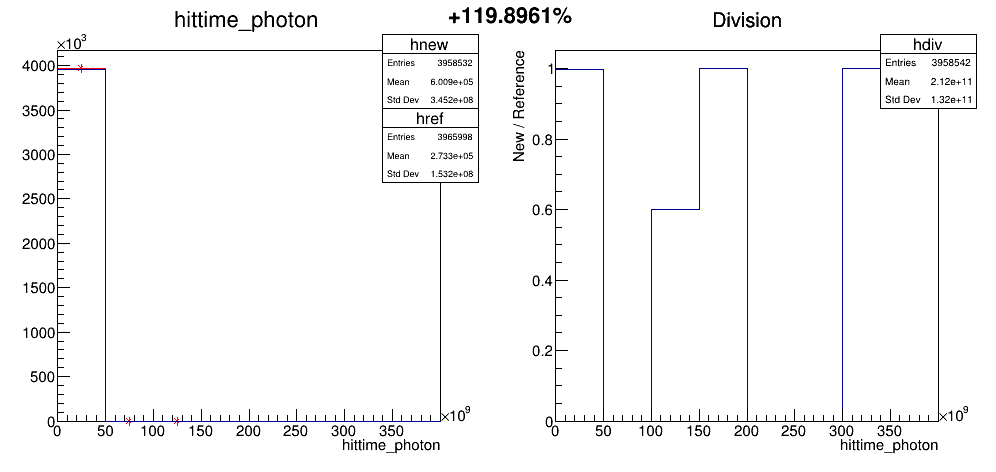 +119.8961%
hittime_photon
×10³
hnew
Entries 3958532
Mean 6.009e+05
Std Dev 3.452e+08
href
Entries 3965998
Mean 2.733e+05
Std Dev 1.532e+08
4000
3500
3000
2500
2000
1500
1000
500
0
0 50 100 150 200 250 300 350
×10⁹
hittime_photon
Division
hdiv
Entries 3958542
Mean 2.12e+11
Std Dev 1.32e+11
New / Reference
1
0.8
0.6
0.4
0.2
0
0 50 100 150 200 250 300 350
×10⁹
hittime_photon